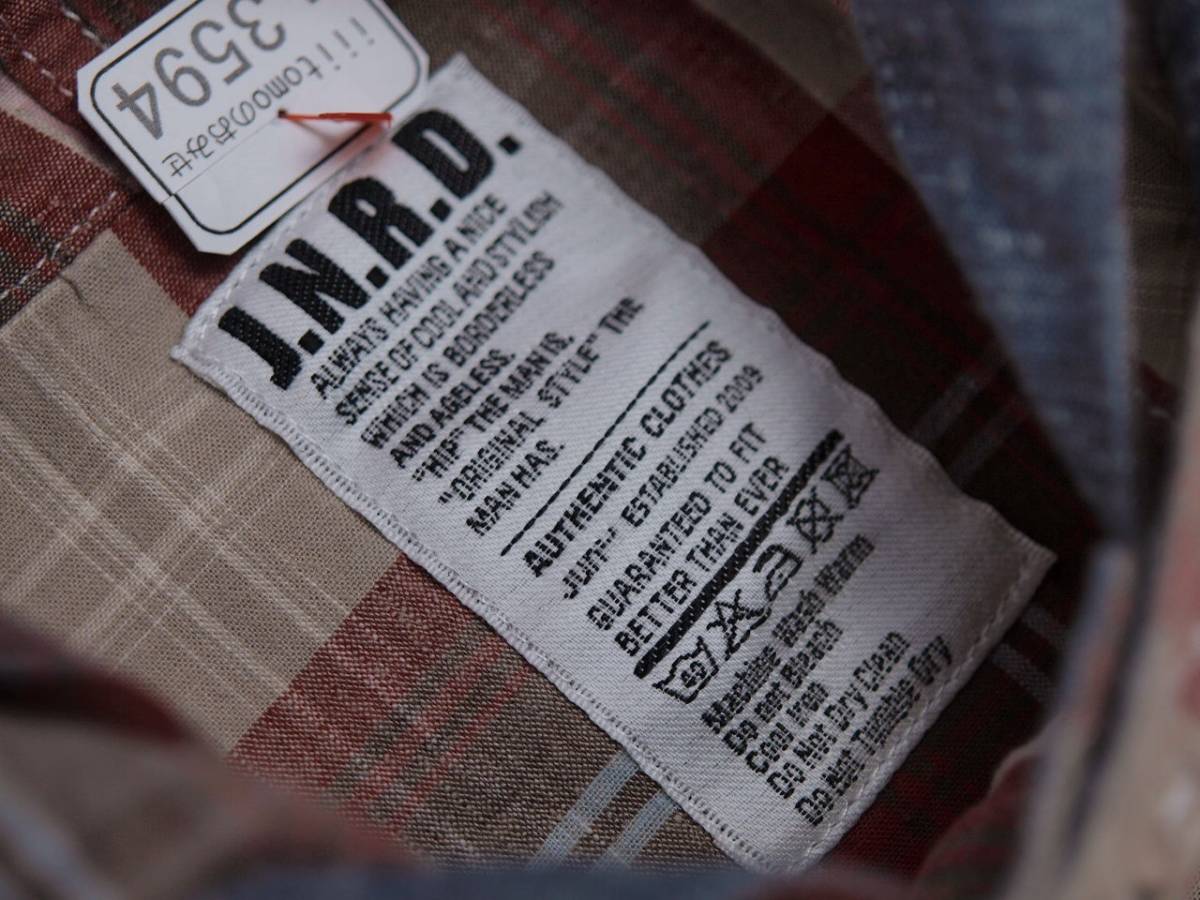 3594
iiitomoのおみせ
J.N.R.D.
ALWAYS HAVING A NICE
SENSE OF COOL AND STYLISH
WHICH IS BORDERLESS
AND AGELESS.
"HIP" THE MAN IS.
"ORIGINAL STYLE" THE
MAN HAS.
AUTHENTIC CLOTHES
ESTABLISHED 2009
GUARANTEED TO FIT
BETTER THAN EVER
Machine Wash Warm
Do Not Bleach
Cool Iron
Do Not Dry Clean
Do Not Tumble Dry